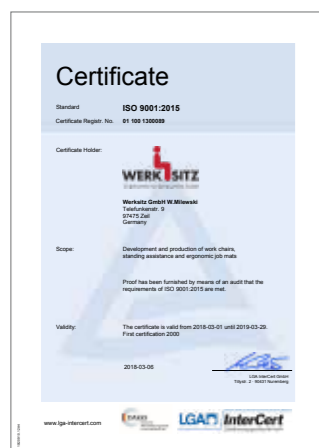 Certificate
Standard ISO 9001:2015
Certificate Registr. No. 01 100 1300089
Certificate Holder:
WERKSITZ
Werksitz GmbH W.Milewski
Telefunkenstr. 9
97475 Zeil
Germany
Scope: Development and production of work chairs,
standing assistance and ergonomic job mats
Proof has been furnished by means of an audit that the
requirements of ISO 9001:2015 are met.
Validity: The certificate is valid from 2018-03-01 until 2019-03-29.
First certification 2000
2018-03-06
LGA InterCert GmbH
Tillystr. 2 · 90431 Nuremberg
www.lga-intercert.com
DAkkS
LGA InterCert